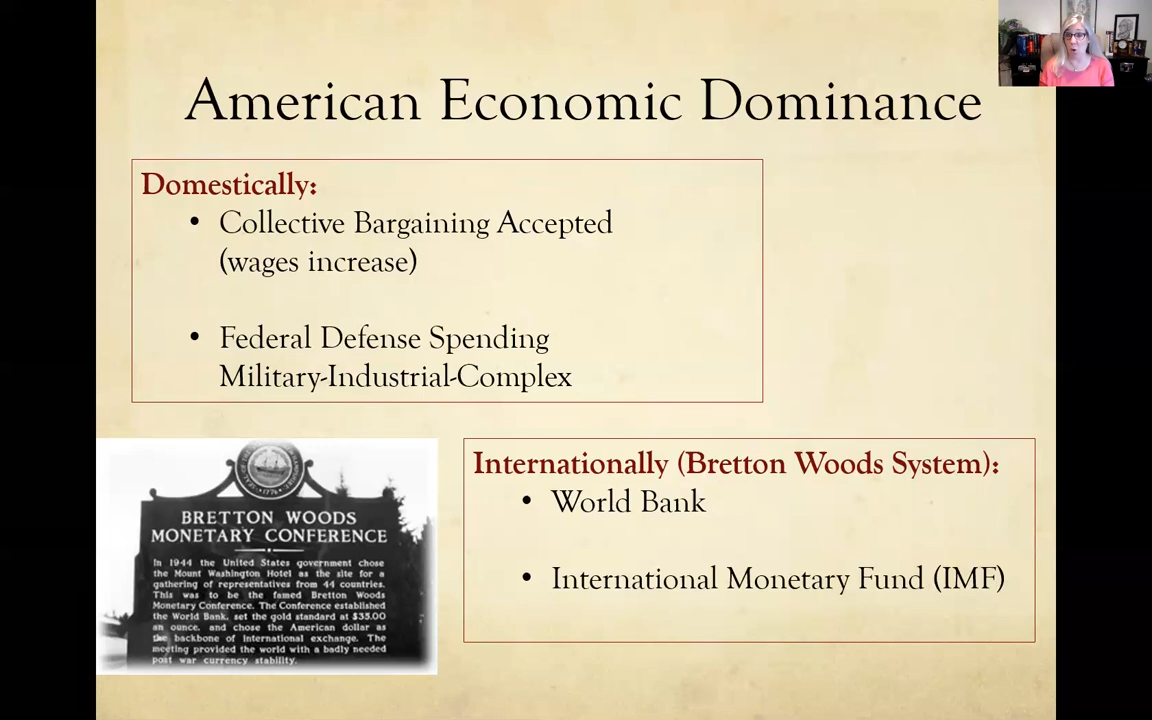 American Economic Dominance
Domestically:
• Collective Bargaining Accepted
(wages increase)
• Federal Defense Spending
Military-Industrial-Complex
BRETTON WOODS
MONETARY CONFERENCE
In 1944 the United States government chose
the Mount Washington Hotel as the site for a
gathering of representatives from 44 countries.
This was to be the famed Bretton Woods
Monetary Conference. The Conference established
the World Bank, set the gold standard at $35.00
an ounce, and chose the American dollar as
the backbone of international exchange. The
meeting provided the world with a badly needed
post war currency stability.
Internationally (Bretton Woods System):
• World Bank
• International Monetary Fund (IMF)